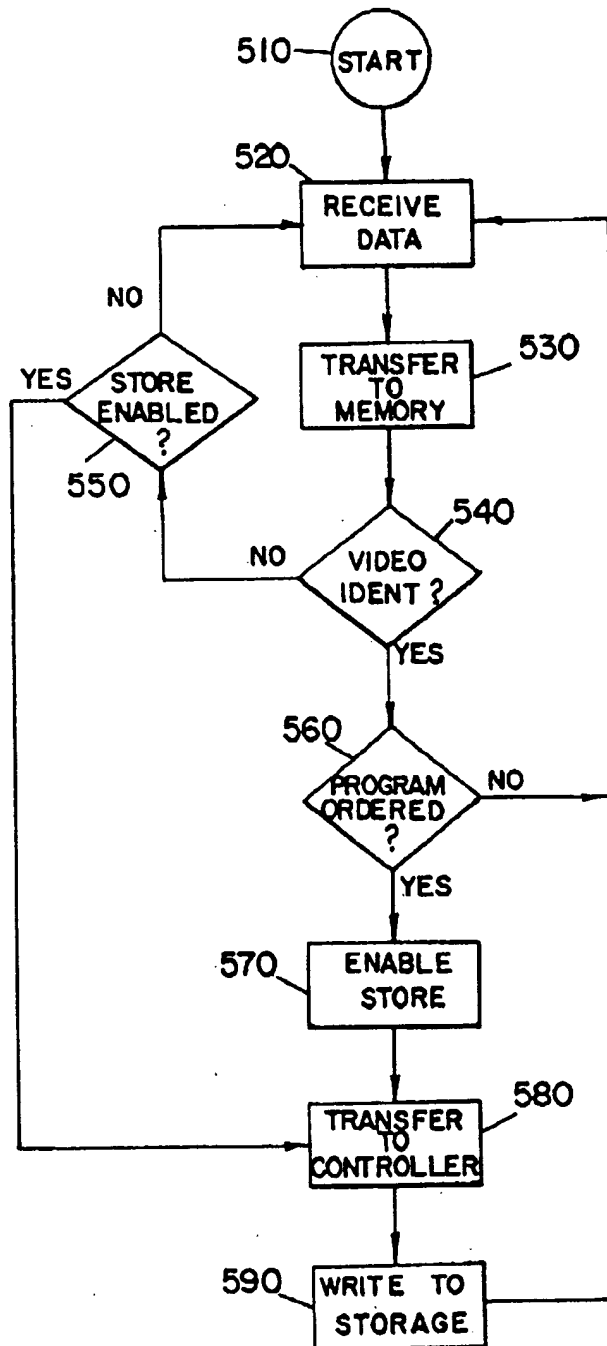 510
START
520
RECEIVE
DATA
NO
TRANSFER
TO
MEMORY
530
YES
STORE
ENABLED
?
550
540
NO
VIDEO
IDENT ?
YES
560
PROGRAM
ORDERED
?
NO
YES
570
ENABLE
STORE
TRANSFER
TO
CONTROLLER
580
590
WRITE TO
STORAGE